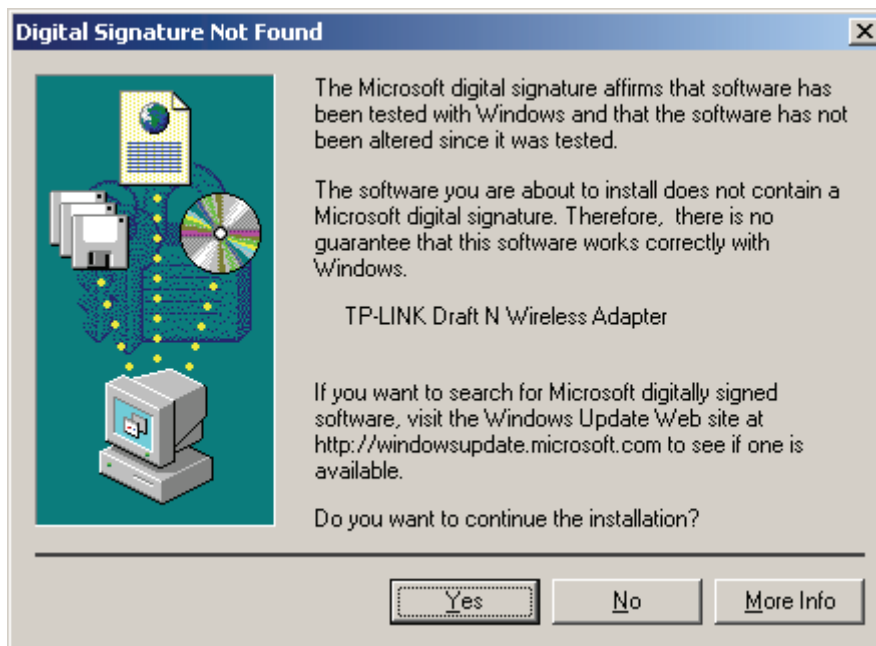 Digital Signature Not Found
The Microsoft digital signature affirms that software has
been tested with Windows and that the software has not
been altered since it was tested.
The software you are about to install does not contain a
Microsoft digital signature. Therefore,  there is no
guarantee that this software works correctly with
Windows.
TP-LINK Draft N Wireless Adapter
If you want to search for Microsoft digitally signed
software, visit the Windows Update Web site at
http://windowsupdate.microsoft.com to see if one is
available.
Do you want to continue the installation?
Yes No More Info